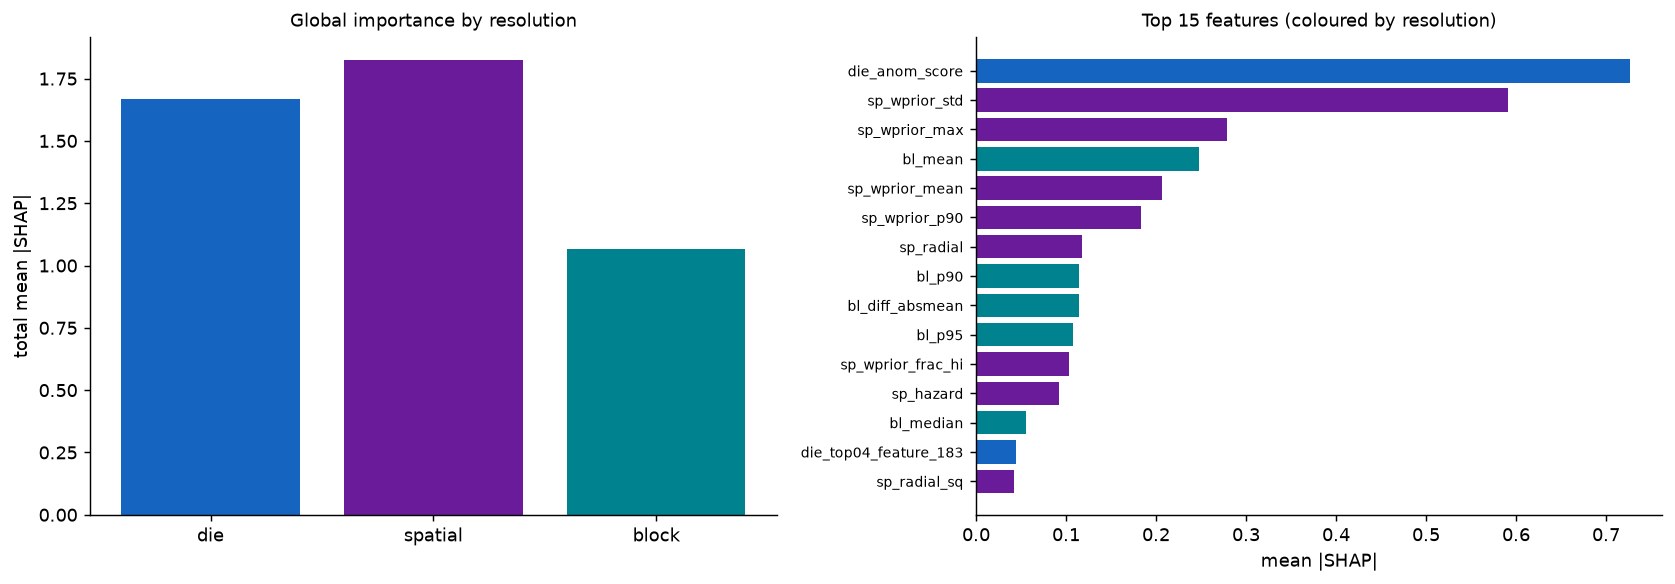 Global importance by resolution
total mean |SHAP|
1.75
1.50
1.25
1.00
0.75
0.50
0.25
0.00
die
spatial
block
Top 15 features (coloured by resolution)
die_anom_score
sp_wprior_std
sp_wprior_max
bl_mean
sp_wprior_mean
sp_wprior_p90
sp_radial
bl_p90
bl_diff_absmean
bl_p95
sp_wprior_frac_hi
sp_hazard
bl_median
die_top04_feature_183
sp_radial_sq
0.0 0.1 0.2 0.3 0.4 0.5 0.6 0.7
mean |SHAP|